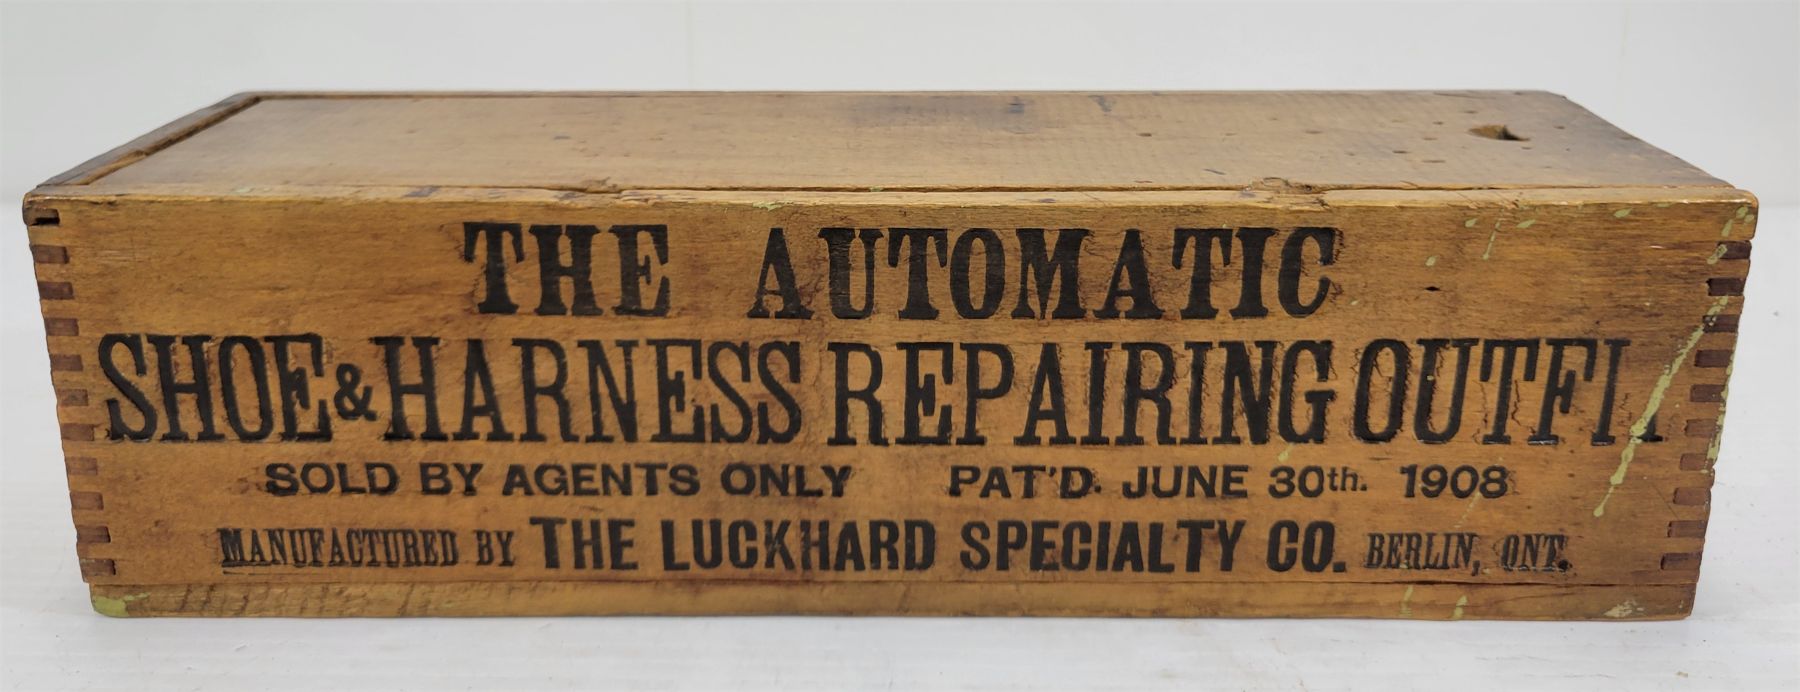 THE AUTOMATIC
SHOE & HARNESS REPAIRING OUTFIT
SOLD BY AGENTS ONLY PAT'D. JUNE 30th. 1908
MANUFACTURED BY THE LUCKHARD SPECIALTY CO. BERLIN, ONT.